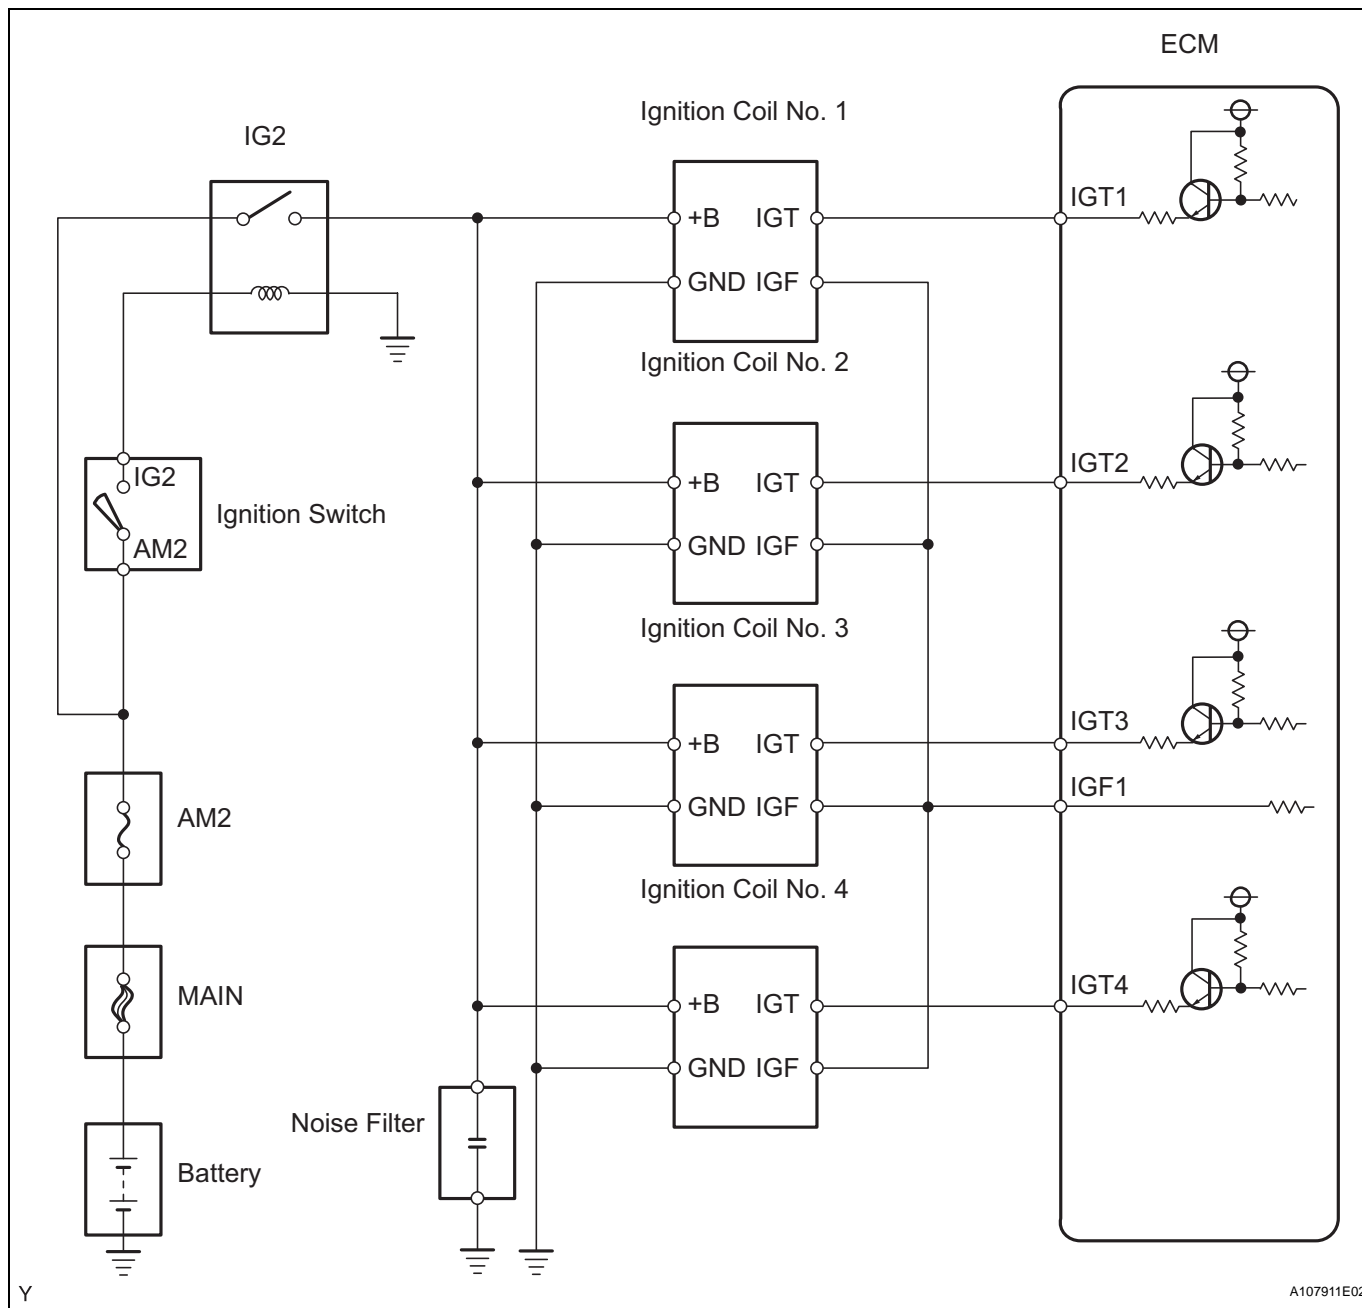 ECM
Ignition Coil No. 1
IG2
+B IGT
IGT1
GND IGF
Ignition Coil No. 2
IG2
+B IGT
IGT2
Ignition Switch
AM2
GND IGF
Ignition Coil No. 3
IGT3
+B IGT
IGF1
GND IGF
AM2
Ignition Coil No. 4
IGT4
MAIN
+B IGT
GND IGF
Noise Filter
Battery
Y
A107911E02